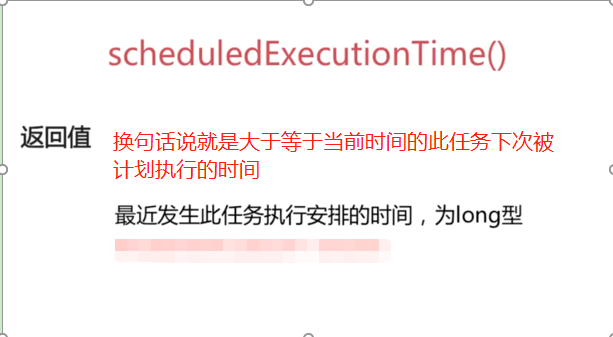 scheduledExecutionTime()
返回值
换句话说就是大于等于当前时间的此任务下次被
计划执行的时间
最近发生此任务执行安排的时间，为long型